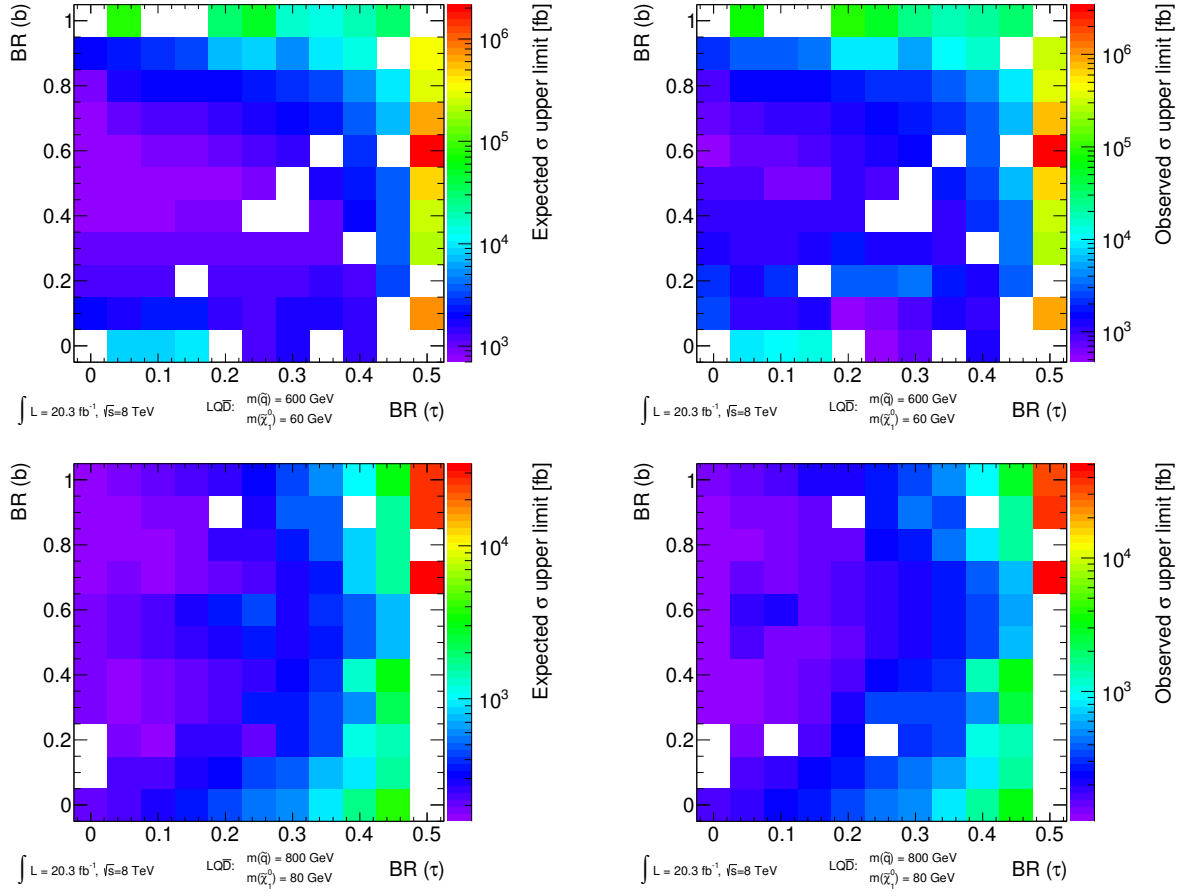 BR (b)
1
0.8
0.6
0.4
0.2
0
0 0.1 0.2 0.3 0.4 0.5
BR (τ)
10⁶
10⁵
10⁴
10³
Expected σ upper limit [fb]
∫ L = 20.3 fb⁻¹, √s=8 TeV
LQD̅: m(q̃) = 600 GeV
m(χ̃⁰₁) = 60 GeV
BR (b)
1
0.8
0.6
0.4
0.2
0
0 0.1 0.2 0.3 0.4 0.5
BR (τ)
10⁶
10⁵
10⁴
10³
Observed σ upper limit [fb]
∫ L = 20.3 fb⁻¹, √s=8 TeV
LQD̅: m(q̃) = 600 GeV
m(χ̃⁰₁) = 60 GeV
BR (b)
1
0.8
0.6
0.4
0.2
0
0 0.1 0.2 0.3 0.4 0.5
BR (τ)
10⁴
10³
Expected σ upper limit [fb]
∫ L = 20.3 fb⁻¹, √s=8 TeV
LQD̅: m(q̃) = 800 GeV
m(χ̃⁰₁) = 80 GeV
BR (b)
1
0.8
0.6
0.4
0.2
0
0 0.1 0.2 0.3 0.4 0.5
BR (τ)
10⁴
10³
Observed σ upper limit [fb]
∫ L = 20.3 fb⁻¹, √s=8 TeV
LQD̅: m(q̃) = 800 GeV
m(χ̃⁰₁) = 80 GeV